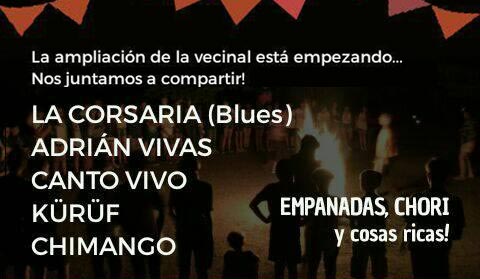 La ampliación de la vecinal está empezando...
Nos juntamos a compartir!
LA CORSARIA (Blues)
ADRIÁN VIVAS
CANTO VIVO
KÜRÜF
CHIMANGO
EMPANADAS, CHORI
y cosas ricas!